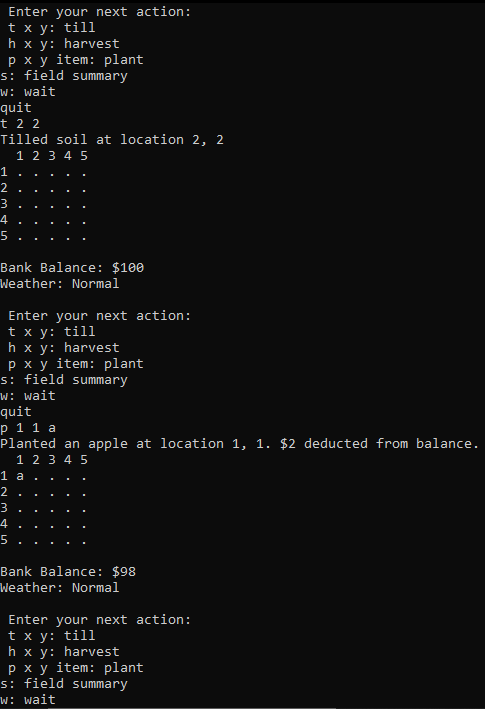 Enter your next action:
t x y: till
h x y: harvest
p x y item: plant
s: field summary
w: wait
quit
t 2 2
Tilled soil at location 2, 2
1 2 3 4 5
1 . . . . .
2 . . . . .
3 . . . . .
4 . . . . .
5 . . . . .
Bank Balance: $100
Weather: Normal
Enter your next action:
t x y: till
h x y: harvest
p x y item: plant
s: field summary
w: wait
quit
p 1 1 a
Planted an apple at location 1, 1. $2 deducted from balance.
1 2 3 4 5
1 a . . . .
2 . . . . .
3 . . . . .
4 . . . . .
5 . . . . .
Bank Balance: $98
Weather: Normal
Enter your next action:
t x y: till
h x y: harvest
p x y item: plant
s: field summary
w: wait